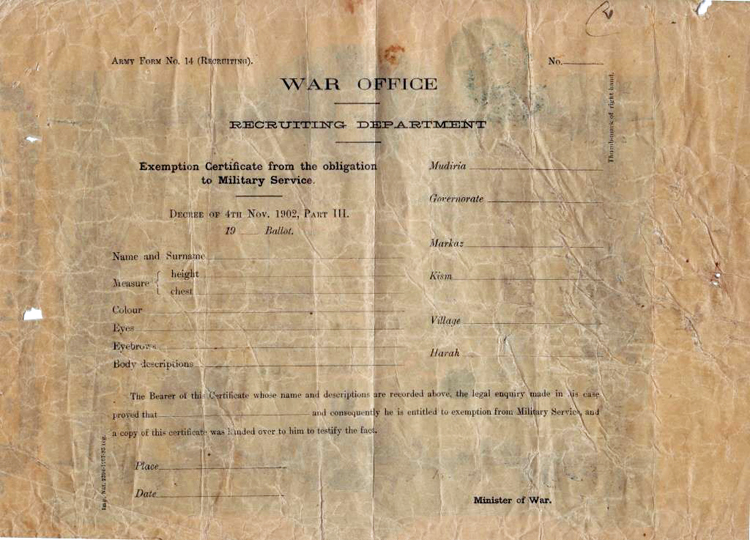 Army Form No. 14 (Recruiting).
No.
WAR OFFICE
RECRUITING DEPARTMENT
Thumbmarks of right hand.
Exemption Certificate from the obligation
to Military Service.
Decree of 4th Nov. 1902, Part III.
19 Ballot.
Name and Surname
Measure { height
chest
Colour
Eyes
Eyebrows
Body descriptions
Mudiria
Governorate
Markaz
Kism
Village
Harah
The Bearer of this Certificate whose name and descriptions are recorded above, the legal enquiry made in his case
proved that and consequently he is entitled to exemption from Military Service, and
a copy of this certificate was handed over to him to testify the fact.
Place
Date
Minister of War.
Imp. Nat.